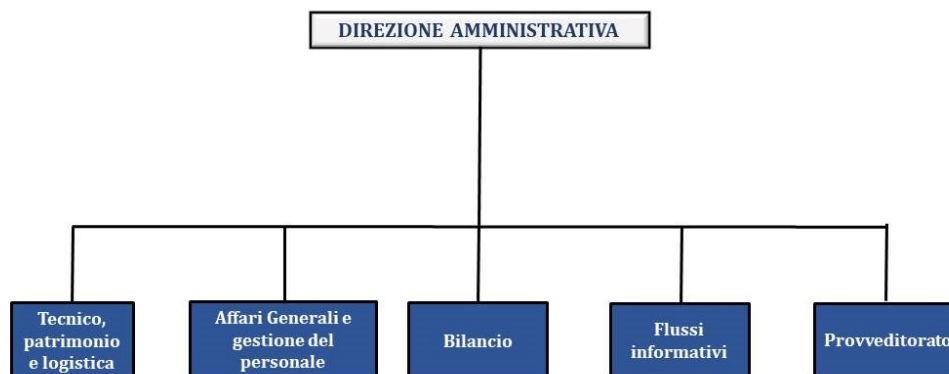 DIREZIONE AMMINISTRATIVA
Tecnico,
patrimonio
e logistica
Affari Generali e
gestione del
personale
Bilancio
Flussi
informativi
Provveditorato